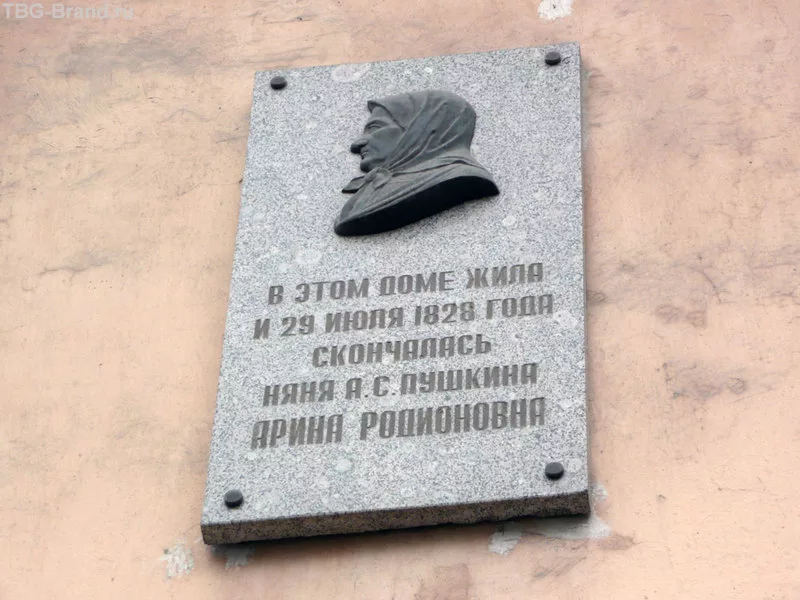 TBG-Brand.ru
В ЭТОМ ДОМЕ ЖИЛА
И 29 ИЮЛЯ 1828 ГОДА
СКОНЧАЛАСЬ
НЯНЯ А.С.ПУШКИНА
АРИНА РОДИОНОВНА